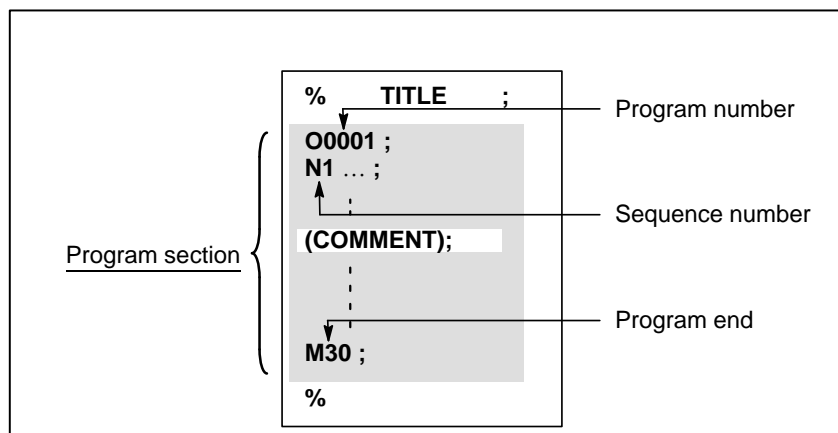 % TITLE ;
Program number
O0001 ;
N1 ... ;
Sequence number
(COMMENT);
Program section
Program end
M30 ;
%